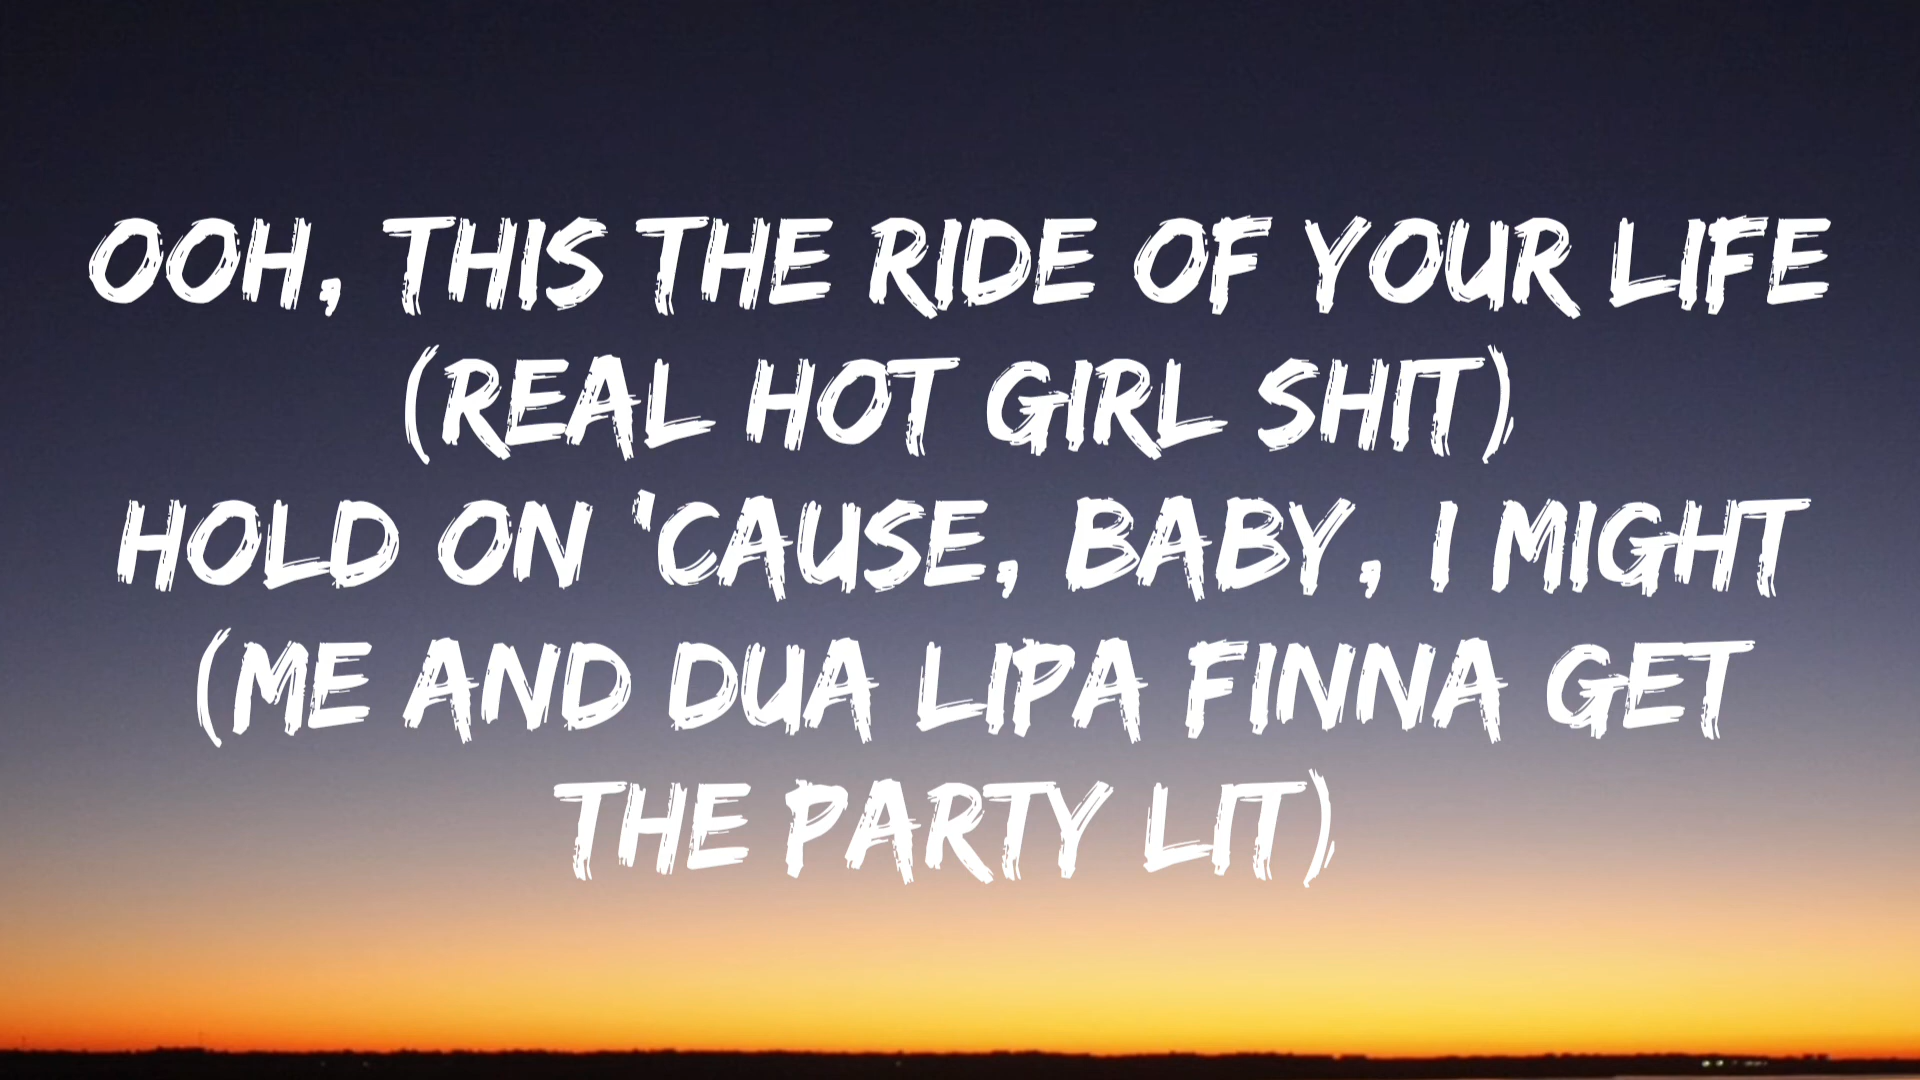 OOH, THIS THE RIDE OF YOUR LIFE
(REAL HOT GIRL SHIT)
HOLD ON 'CAUSE, BABY, I MIGHT
(ME AND DUA LIPA FINNA GET
THE PARTY LIT)